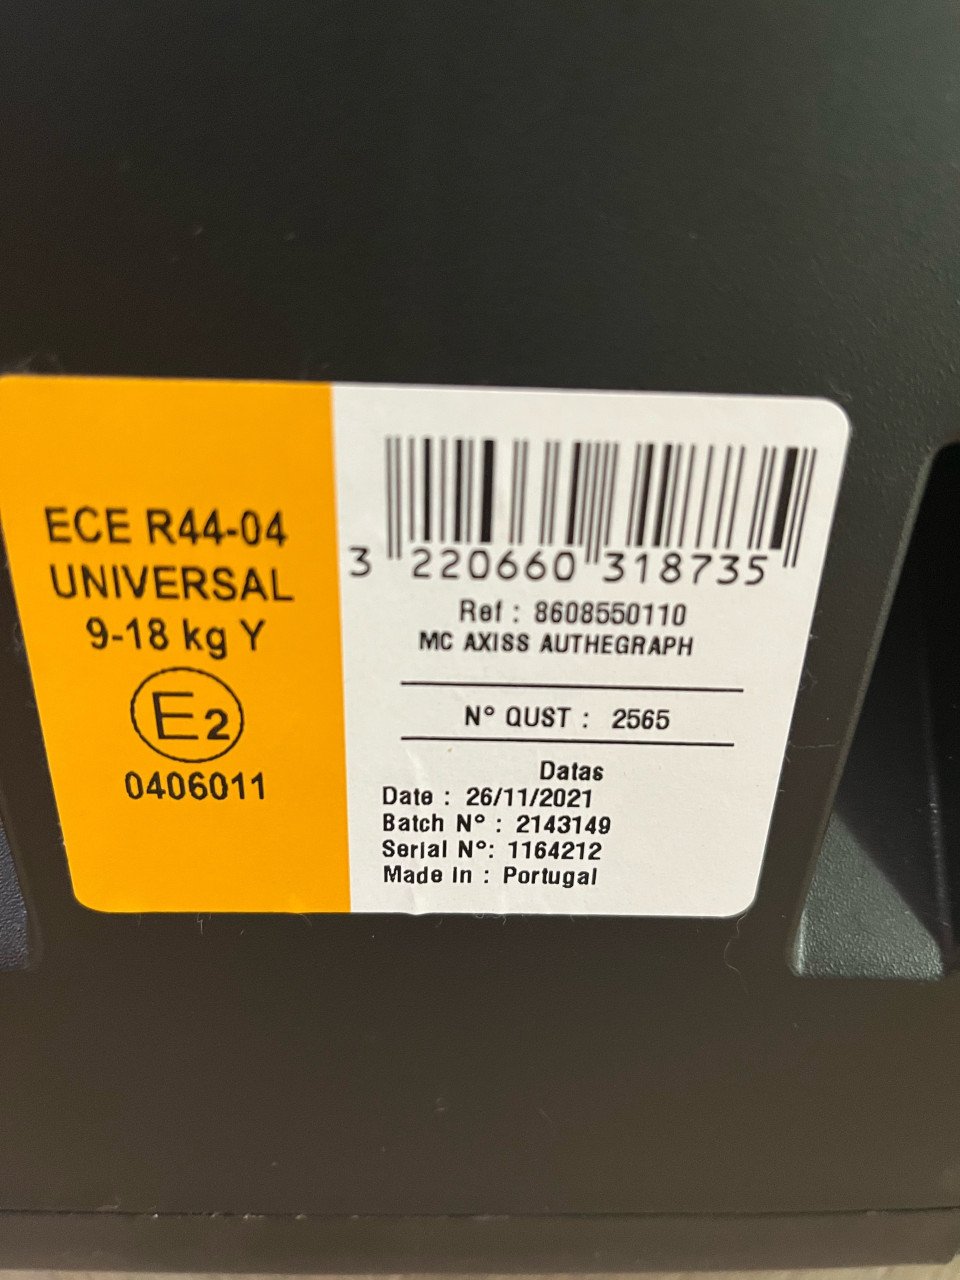 ECE R44-04
UNIVERSAL
9-18 kg Y
E2
0406011
3 220660 318735
Ref : 8608550110
MC AXISS AUTHEGRAPH
N° QUST : 2565
Datas
Date : 26/11/2021
Batch N° : 2143149
Serial N°: 1164212
Made in : Portugal